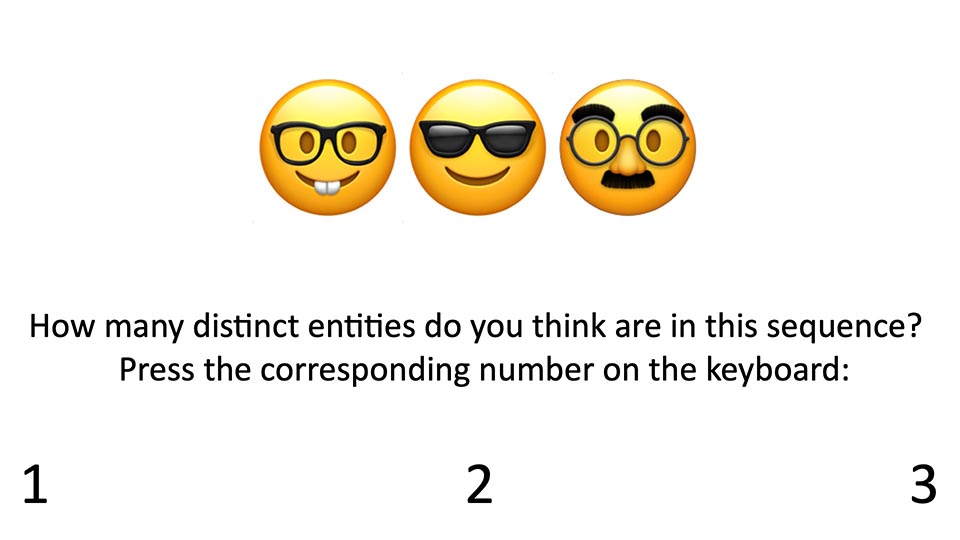 How many distinct entities do you think are in this sequence?
Press the corresponding number on the keyboard:
1 2 3